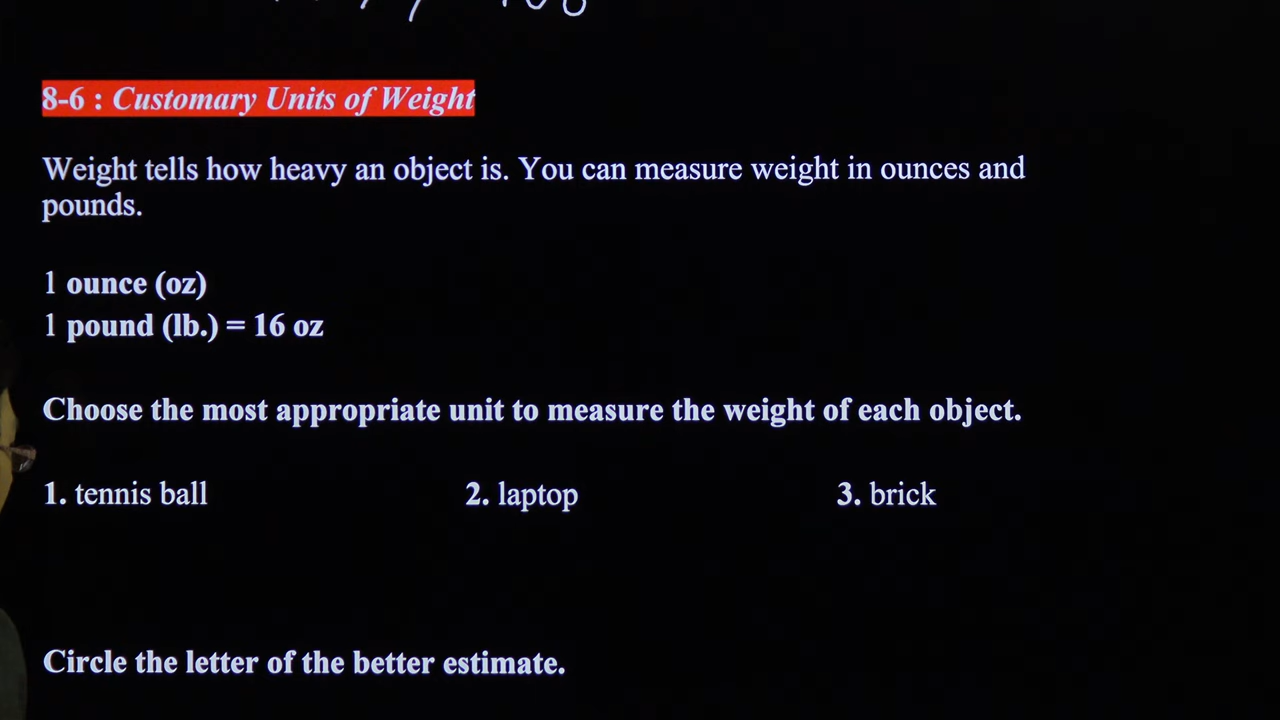 8-6 : Customary Units of Weight
Weight tells how heavy an object is. You can measure weight in ounces and
pounds.
1 ounce (oz)
1 pound (lb.) = 16 oz
Choose the most appropriate unit to measure the weight of each object.
1. tennis ball 2. laptop 3. brick
Circle the letter of the better estimate.